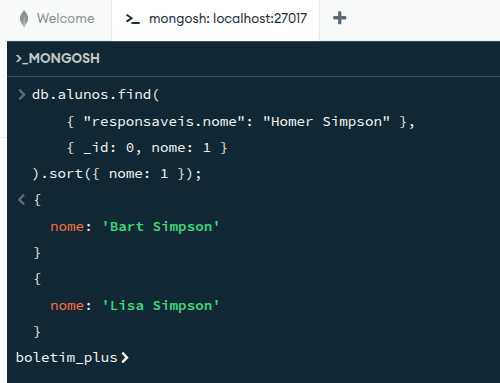 Welcome
>_ mongosh: localhost:27017 +
>_MONGOSH
> db.alunos.find(
{ "responsaveis.nome": "Homer Simpson" },
{ _id: 0, nome: 1 }
).sort({ nome: 1 });
< {
nome: 'Bart Simpson'
}
{
nome: 'Lisa Simpson'
}
boletim_plus>